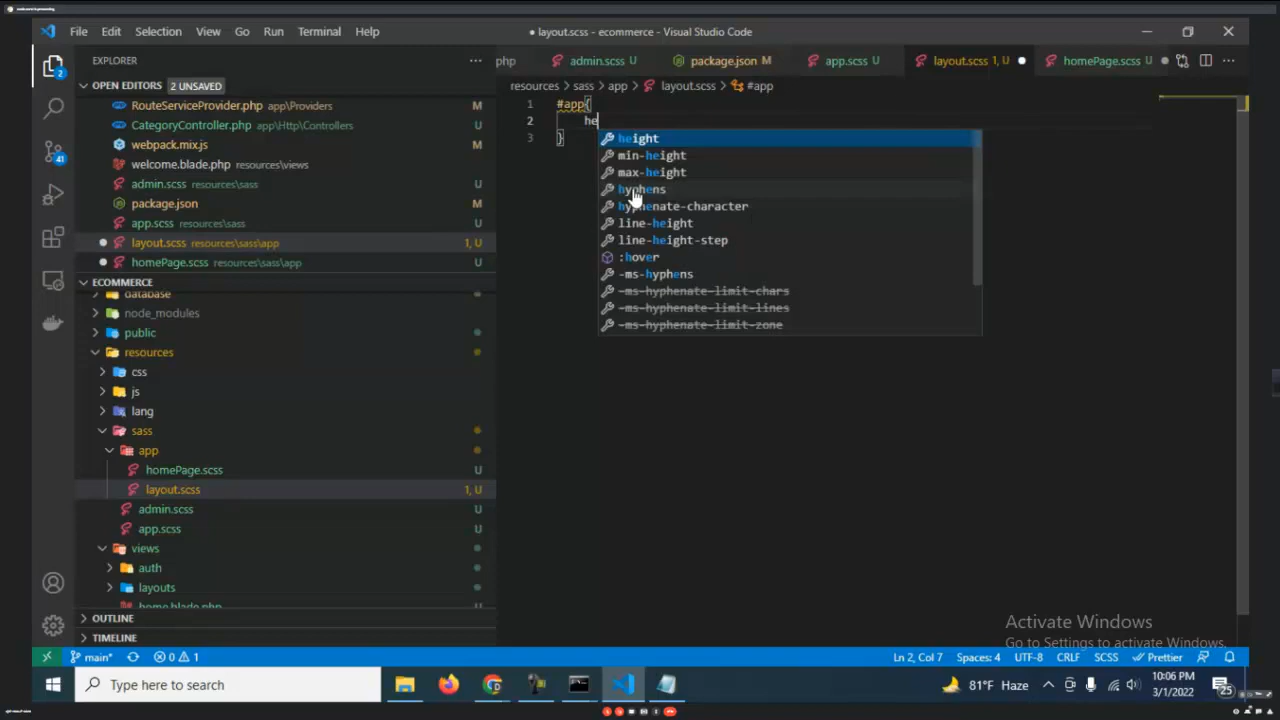 File Edit Selection View Go Run Terminal Help
● layout.scss - ecommerce - Visual Studio Code
EXPLORER
php admin.scss U package.json M app.scss U layout.scss 1, U homePage.scss U
OPEN EDITORS 2 UNSAVED
resources > sass > app > layout.scss > #app
RouteServiceProvider.php app\Providers M
CategoryController.php app\Http\Controllers U
webpack.mix.js M
welcome.blade.php resources\views
admin.scss resources\sass U
package.json M
app.scss resources\sass U
layout.scss resources\sass\app 1, U
homePage.scss resources\sass\app U
ECOMMERCE
database
node_modules
public
resources
css
js
lang
sass
app
homePage.scss U
layout.scss 1, U
admin.scss U
app.scss U
views
auth
layouts
home.blade.php
OUTLINE
TIMELINE
1 #app{
2 he
3 }
height
min-height
max-height
hyphens
hyphenate-character
line-height
line-height-step
:hover
-ms-hyphens
-ms-hyphenate-limit-chars
-ms-hyphenate-limit-lines
-ms-hyphenate-limit-zone
2
41
Activate Windows
Go to Settings to activate Windows.
main* 0 1 Ln 2, Col 7 Spaces: 4 UTF-8 CRLF SCSS Prettier
Type here to search
81°F Haze
10:06 PM
3/1/2022
25